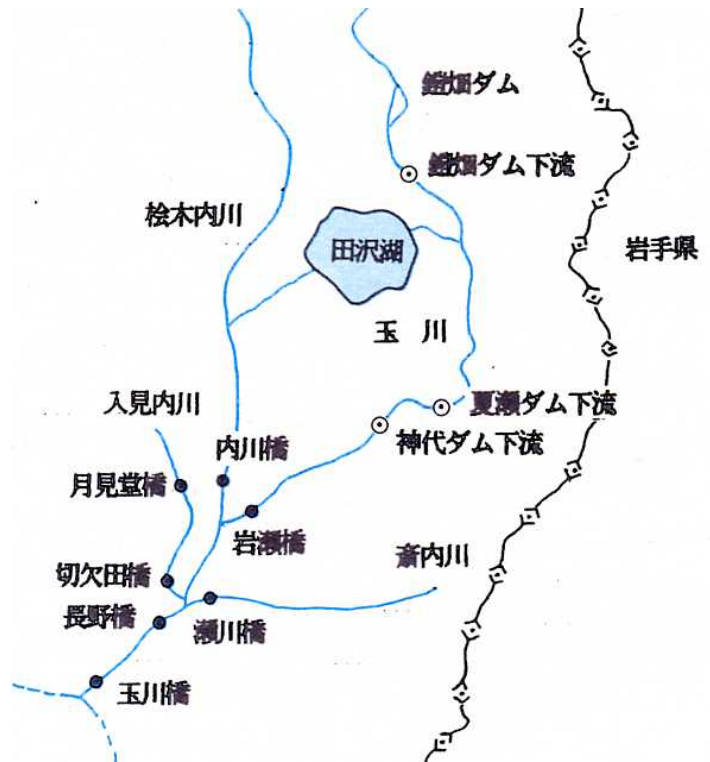 鎧畑ダム
鎧畑ダム下流
桧木内川
田沢湖
岩手県
玉 川
入見内川
夏瀬ダム下流
内川橋
神代ダム下流
月見堂橋
岩瀬橋
切欠田橋
斎内川
長野橋
瀬川橋
玉川橋